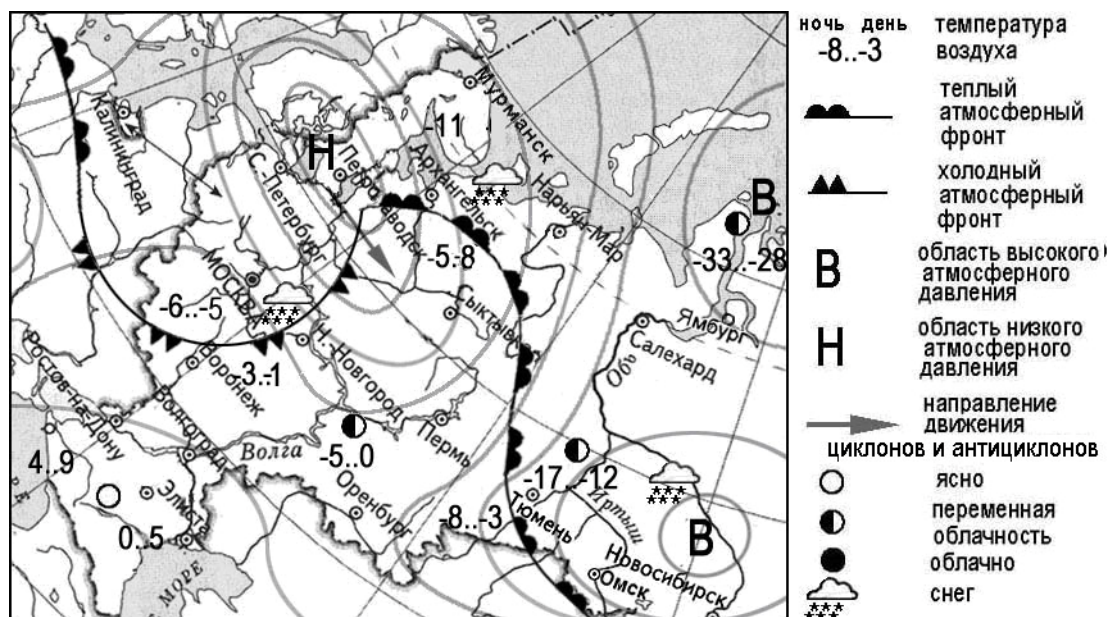 Мурманск
Калининград
-11
Н
Петрозаводск
Архангельск
С.-Петербург
Нарьян-Мар
В
-33..-28
-5.-8
МОСКВА
-6..-5
Сыктывк
Ямбург
Салехард
Обь
Ростов-на-Дону
Воронеж
-3.1
Н. Новгород
Волгоград
Волга
Пермь
-5..0
4..9
-17..-12
Иртыш
Элиста
Оренбург
-8..-3
Тюмень
В
0..5
Новосибирск
Омск
МОРЕ
ночь день температура
-8..-3 воздуха
теплый
атмосферный
фронт
холодный
атмосферный
фронт
В область высокого
атмосферного
давления
Н область низкого
атмосферного
давления
направление
движения
циклонов и антициклонов
ясно
переменная
облачность
облачно
снег